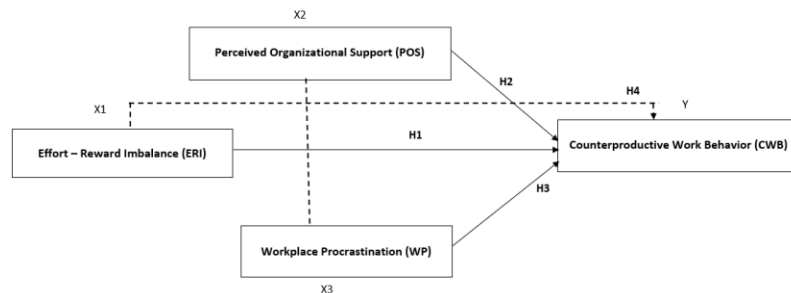 X2
Perceived Organizational Support (POS)
H2
H4
X1
Y
H1
Effort – Reward Imbalance (ERI)
Counterproductive Work Behavior (CWB)
H3
Workplace Procrastination (WP)
X3